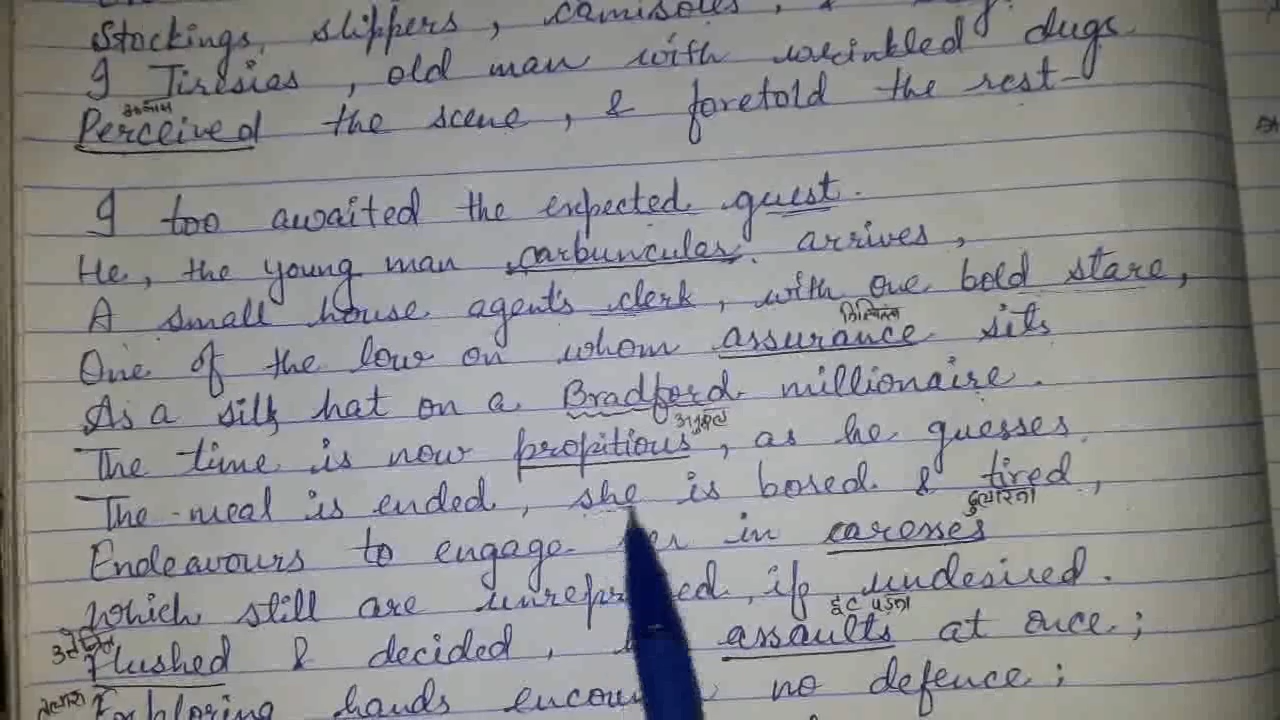 Stockings, slippers, camisoles, &
I Tiresias, old man with wrinkled dugs
Perceived the scene, & foretold the rest-
I too awaited the expected guest.
He, the young man carbuncular. arrives,
A small house agent's clerk, with one bold stare,
One of the low on whom assurance sits
As a silk hat on a Bradford millionaire.
अनुकूल
The time is now propitious, as he guesses.
The meal is ended, she is bored & tired,
दुलारना
Endeavours to engage in caresses
Which still are, if undesired.
टूट पड़ना
Flushed & decided, assaults at once;
Exploring hands no defence;